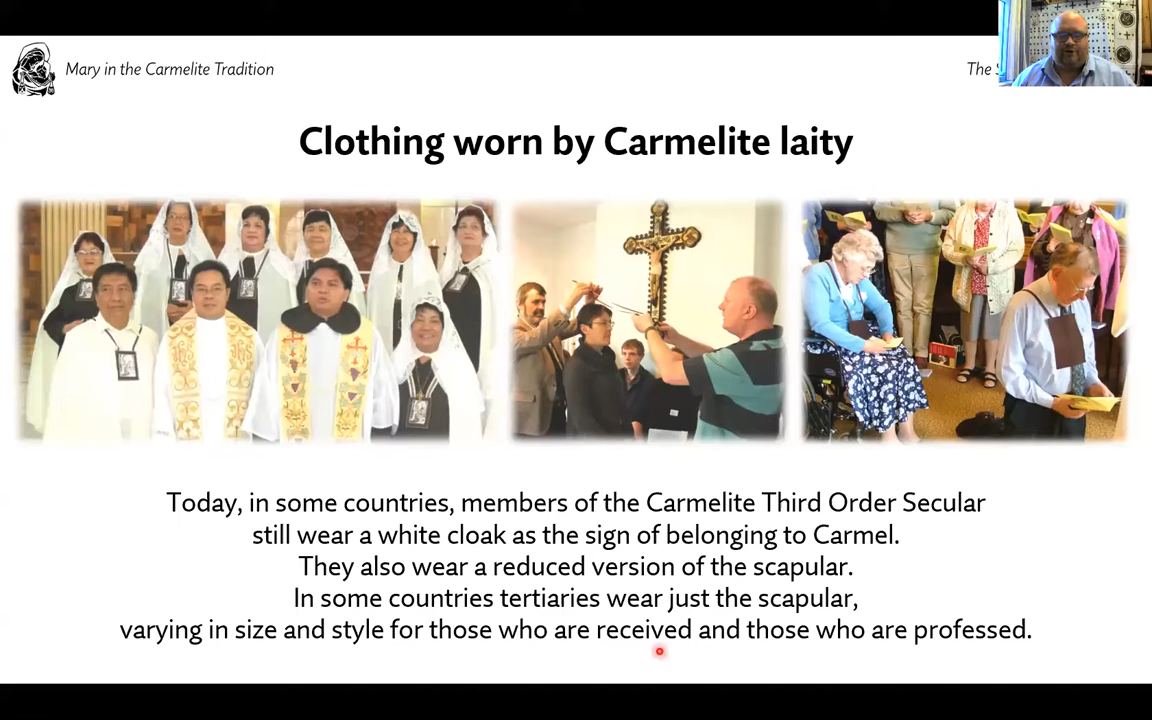 Mary in the Carmelite Tradition
The
Clothing worn by Carmelite laity
Today, in some countries, members of the Carmelite Third Order Secular
still wear a white cloak as the sign of belonging to Carmel.
They also wear a reduced version of the scapular.
In some countries tertiaries wear just the scapular,
varying in size and style for those who are received and those who are professed.